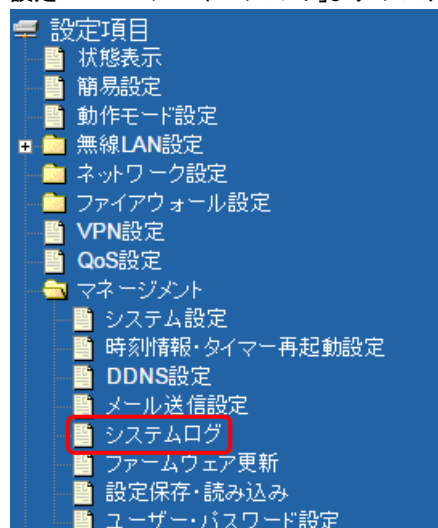 設定項目
状態表示
簡易設定
動作モード設定
無線LAN設定
ネットワーク設定
ファイアウォール設定
VPN設定
QoS設定
マネージメント
システム設定
時刻情報・タイマー再起動設定
DDNS設定
メール送信設定
システムログ
ファームウェア更新
設定保存・読み込み
ユーザー・パスワード設定